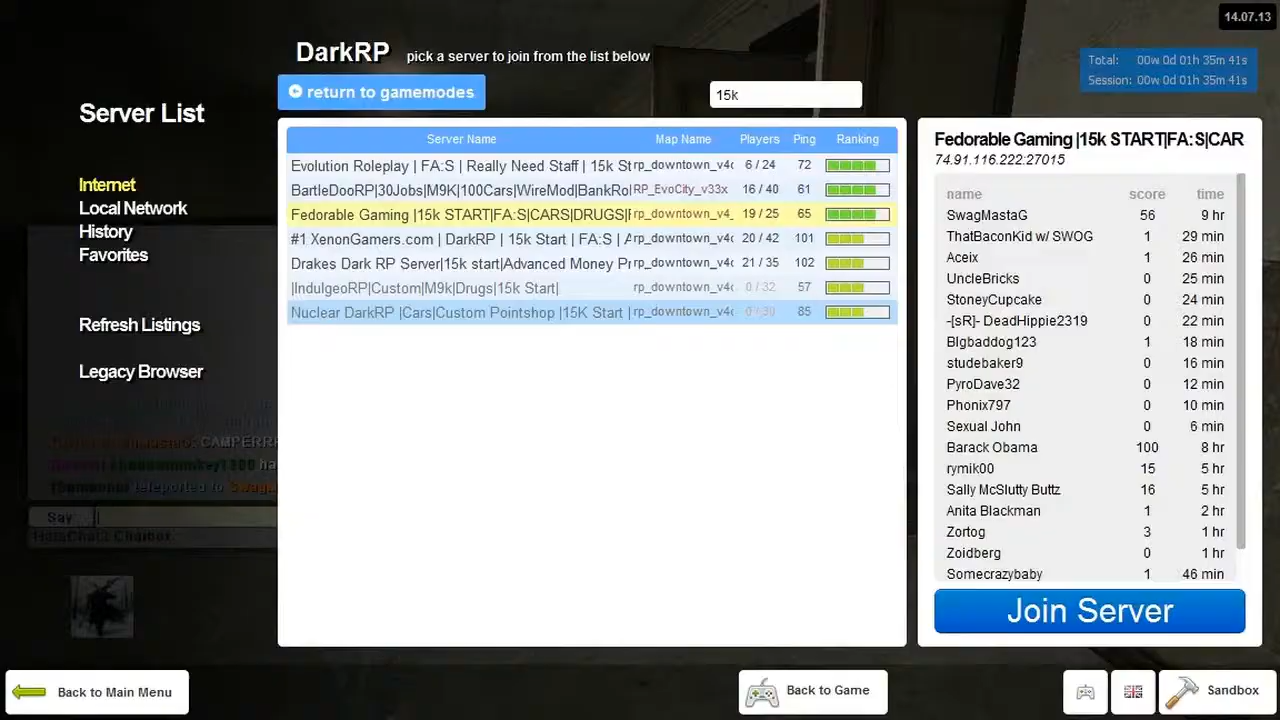 14.07.13
DarkRP pick a server to join from the list below
Total: 00w 0d 01h 35m 41s
Session: 00w 0d 01h 35m 41s
return to gamemodes
15k
Server List
Internet
Local Network
History
Favorites
Refresh Listings
Legacy Browser
Server Name Map Name Players Ping Ranking
Evolution Roleplay | FA:S | Really Need Staff | 15k St rp_downtown_v4c 6 / 24 72
BartleDooRP|30Jobs|M9K|100Cars|WireMod|BankRo RP_EvoCity_v33x 16 / 40 61
Fedorable Gaming |15k START|FA:S|CARS|DRUGS| rp_downtown_v4_ 19 / 25 65
#1 XenonGamers.com | DarkRP | 15k Start | FA:S | rp_downtown_v4c 20 / 42 101
Drakes Dark RP Server|15k start|Advanced Money Pr rp_downtown_v4c 21 / 35 102
|IndulgeoRP|Custom|M9k|Drugs|15k Start| rp_downtown_v4c 0 / 32 57
Nuclear DarkRP |Cars|Custom Pointshop |15K Start | rp_downtown_v4c 0 / 30 85
Fedorable Gaming |15k START|FA:S|CAR
74.91.116.222:27015
name score time
SwagMastaG 56 9 hr
ThatBaconKid w/ SWOG 1 29 min
Aceix 1 26 min
UncleBricks 0 25 min
StoneyCupcake 0 24 min
-[sR]- DeadHippie2319 0 22 min
BIgbaddog123 1 18 min
studebaker9 0 16 min
PyroDave32 0 12 min
Phonix797 0 10 min
Sexual John 0 6 min
Barack Obama 100 8 hr
rymik00 15 5 hr
Sally McSlutty Buttz 16 5 hr
Anita Blackman 1 2 hr
Zortog 3 1 hr
Zoidberg 0 1 hr
Somecrazybaby 1 46 min
Join Server
CAMPERR
teleported to
Say
Back to Main Menu
Back to Game
Sandbox